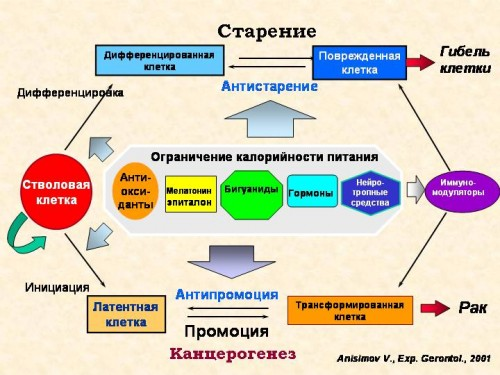 Старение
Дифференцированная
клетка
Поврежденная
клетка
Гибель
клетки
Антистарение
Дифференцировка
Ограничение калорийности питания
Стволовая
клетка
Анти-
окси-
данты
Мелатонин
эпиталон
Бигуаниды
Гормоны
Нейро-
тропные
средства
Иммуно-
модуляторы
Инициация
Латентная
клетка
Антипромоция
Промоция
Трансформированная
клетка
Рак
Канцерогенез
Anisimov V., Exp. Gerontol., 2001